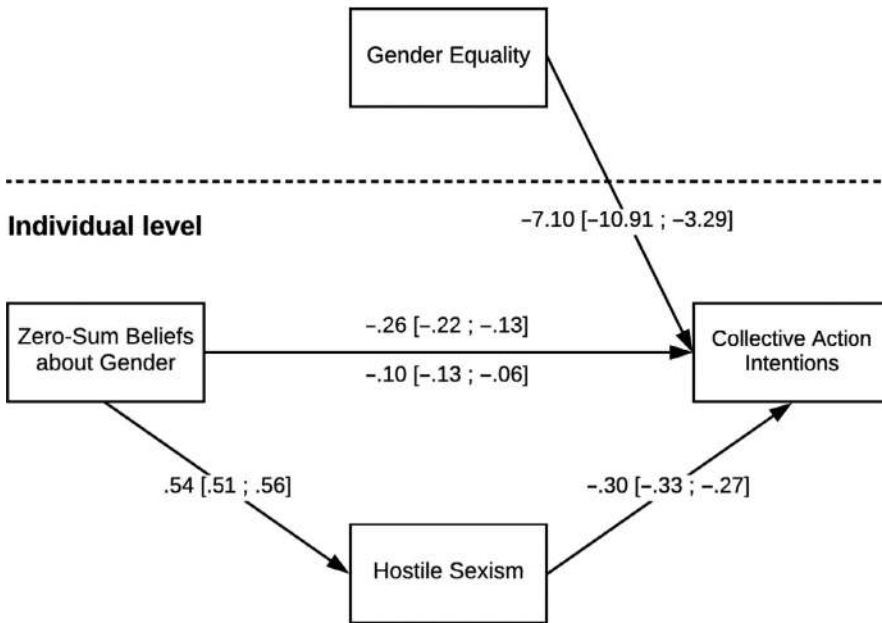 Gender Equality
−7.10 [−10.91 ; −3.29]
Individual level
Zero-Sum Beliefs
about Gender
−.26 [−.22 ; −.13]
−.10 [−.13 ; −.06]
Collective Action
Intentions
.54 [.51 ; .56]
−.30 [−.33 ; −.27]
Hostile Sexism